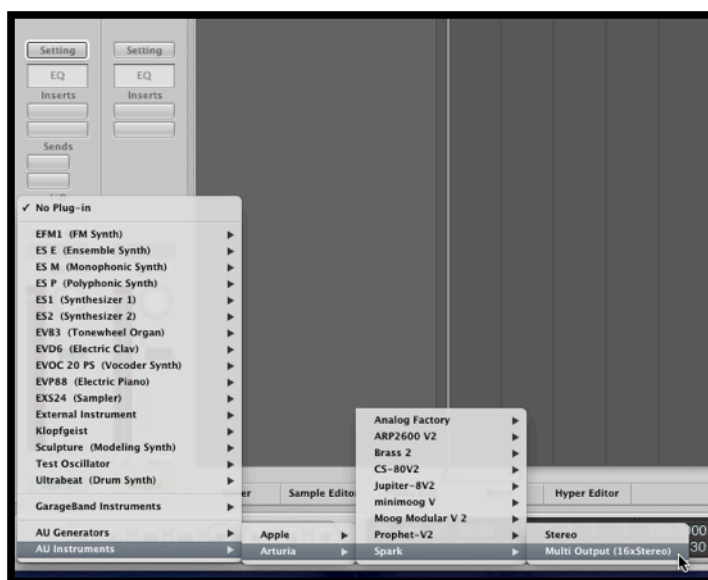 Setting
Setting
EQ
EQ
Inserts
Inserts
Sends
✓ No Plug-in
EFM1 (FM Synth)
ES E (Ensemble Synth)
ES M (Monophonic Synth)
ES P (Polyphonic Synth)
ES1 (Synthesizer 1)
ES2 (Synthesizer 2)
EVB3 (Tonewheel Organ)
EVD6 (Electric Clav)
EVOC 20 PS (Vocoder Synth)
EVP88 (Electric Piano)
EXS24 (Sampler)
External Instrument
Klopfgeist
Sculpture (Modeling Synth)
Test Oscillator
Ultrabeat (Drum Synth)
GarageBand Instruments
AU Generators
AU Instruments
Apple
Arturia
Analog Factory
ARP2600 V2
Brass 2
CS-80V2
Jupiter-8V2
minimoog V
Moog Modular V 2
Prophet-V2
Spark
Stereo
Multi Output (16xStereo)
Sample Edito
Hyper Editor
00
30